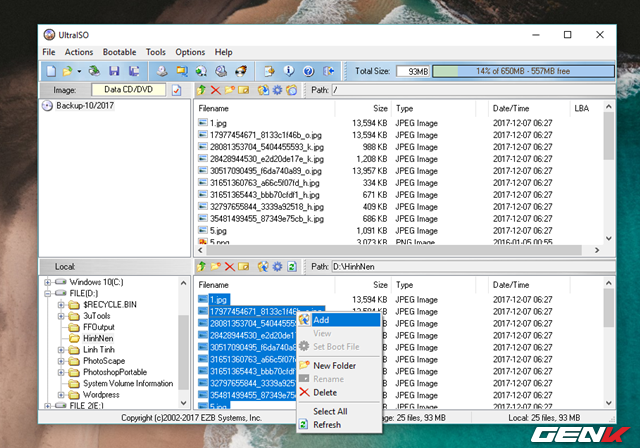 UltraISO
File Actions Bootable Tools Options Help
Total Size: 93MB 14% of 650MB - 557MB free
Image: Data CD/DVD Path: /
Backup-10/2017
Filename Size Type Date/Time LBA
1.jpg 13,594 KB JPEG Image 2017-12-07 06:27
17977454671_8133c1f46b_o.jpg 13,594 KB JPEG Image 2017-12-07 06:27
28081353704_5404455593_k.jpg 988 KB JPEG Image 2017-12-07 06:27
28428944530_e2d20de17e_k.jpg 1,208 KB JPEG Image 2017-12-07 06:27
30517090495_f6da740a89_o.jpg 13,957 KB JPEG Image 2017-12-07 06:27
31651360763_a66c5f07fd_h.jpg 334 KB JPEG Image 2017-12-07 06:27
31651365443_bbb70cfdf1_h.jpg 671 KB JPEG Image 2017-12-07 06:27
32797655844_3339a92518_h.jpg 409 KB JPEG Image 2017-12-07 06:27
35481499455_87349e75cb_k.jpg 686 KB JPEG Image 2017-12-07 06:27
5.jpg 1,091 KB JPEG Image 2017-12-07 06:27
5.png 3,073 KB PNG Image 2016-01-05 00:55
Local: Path: D:\HinhNen
Windows 10(C:)
FILE(D:)
$RECYCLE.BIN
3uTools
FFOutput
HinhNen
Linh Tinh
PhotoScape
PhotoshopPortable
System Volume Information
Wordpress
FILE 2(E:)
Filename Size Type Date/Time
1.jpg 13,594 KB JPEG Image 2017-12-07 06:27
17977454671_8133c1f46b_o.jpg 13,594 KB JPEG Image 2017-12-07 06:27
28081353704_5 JPEG Image 2017-12-07 06:27
28428944530_e JPEG Image 2017-12-07 06:27
30517090495_f6 JPEG Image 2017-12-07 06:27
31651360763_a JPEG Image 2017-12-07 06:27
31651365443_b JPEG Image 2017-12-07 06:27
32797655844_3 JPEG Image 2017-12-07 06:27
35481499455_8 JPEG Image 2017-12-07 06:27
5.jpg JPEG Image 2017-12-07 06:27
Add
View
Set Boot File
New Folder
Rename
Delete
Select All
Refresh
Copyright (c)2002-2017 EZB Systems, Inc. Image: 25 files, 93 MB Local: 25 files, 93 MB
GENK